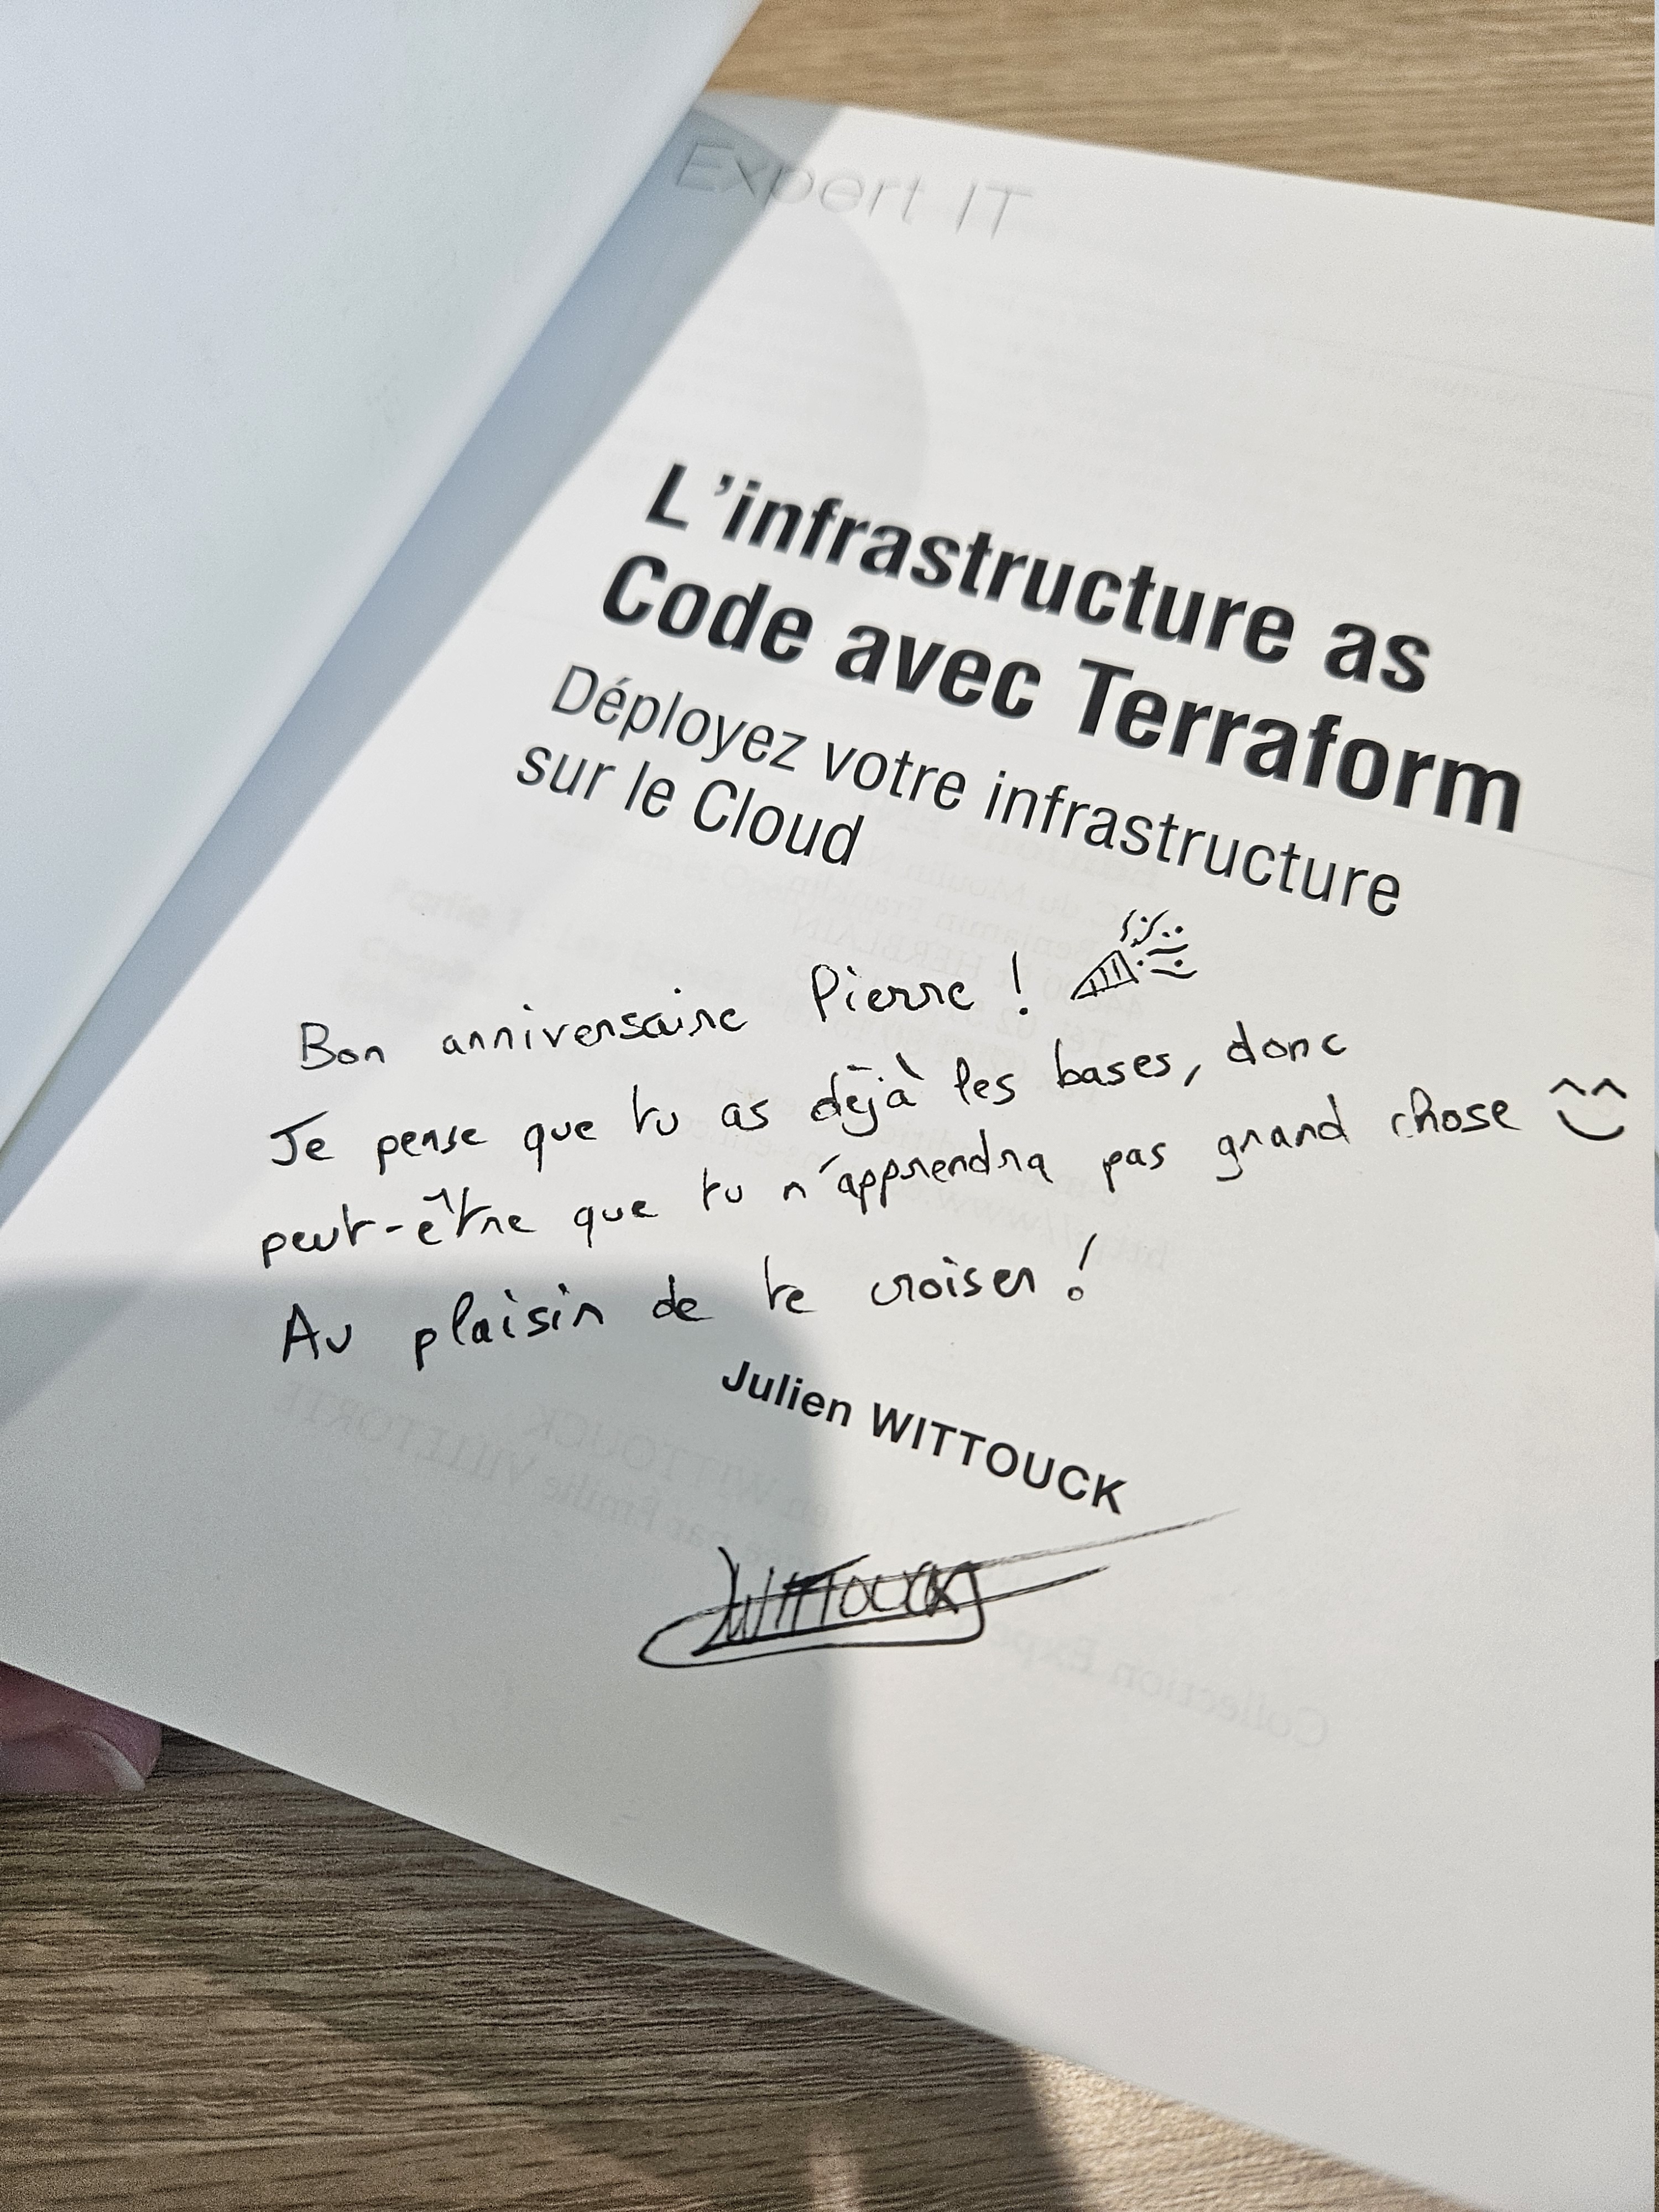 Expert IT
L'infrastructure as
Code avec Terraform
Déployez votre infrastructure
sur le Cloud
Bon anniversaire Pierre !
Je pense que tu as déjà les bases, donc
peut-être que tu n'apprendra pas grand chose
Au plaisir de te croiser !
Julien WITTOUCK
WITTOUCK